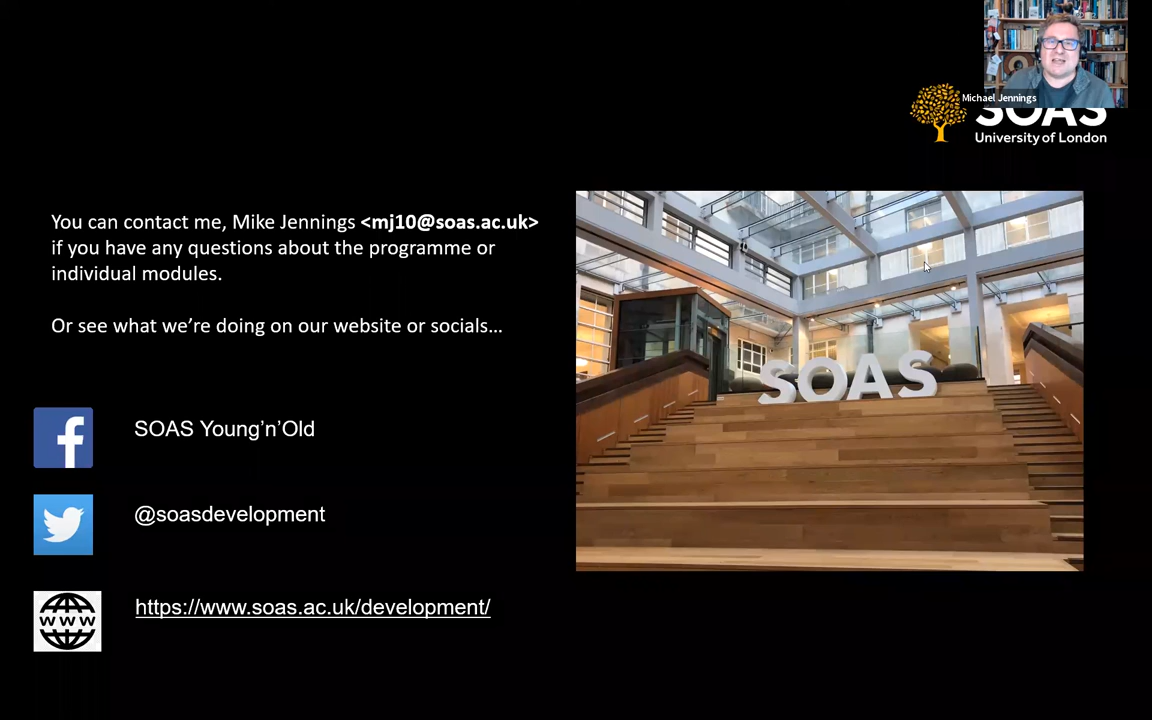 Michael Jennings
SOAS
University of London
You can contact me, Mike Jennings <mj10@soas.ac.uk>
if you have any questions about the programme or
individual modules.
Or see what we’re doing on our website or socials...
SOAS
SOAS Young’n’Old
@soasdevelopment
https://www.soas.ac.uk/development/
WWW